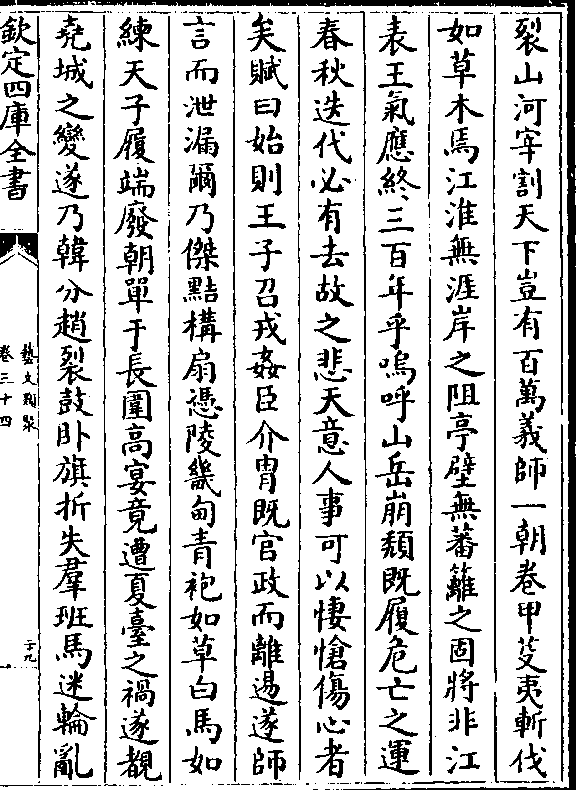 裂山河宰割天下豈有百萬義師一朝卷甲芟夷斬伐
如草木焉江淮無涯岸之阻亭壁無蕃籬之固將非江
表王氣應終三百年乎嗚呼山岳崩頽既履危亡之運
春秋迭代必有去故之悲天意人事可以悽愴傷心者
矣賦曰始則王子召戎姦臣介胄既官政而離逷遂師
言而泄漏爾乃傑黠構扇憑陵畿甸青袍如草白馬如
練天子履端廢朝單于長圍高宴竟遭夏臺之禍遂覩
堯城之變遂乃韓分趙裂鼓卧旗折失羣班馬迷輪亂
欽定四庫全書
藝文類聚
卷三十四
二十九